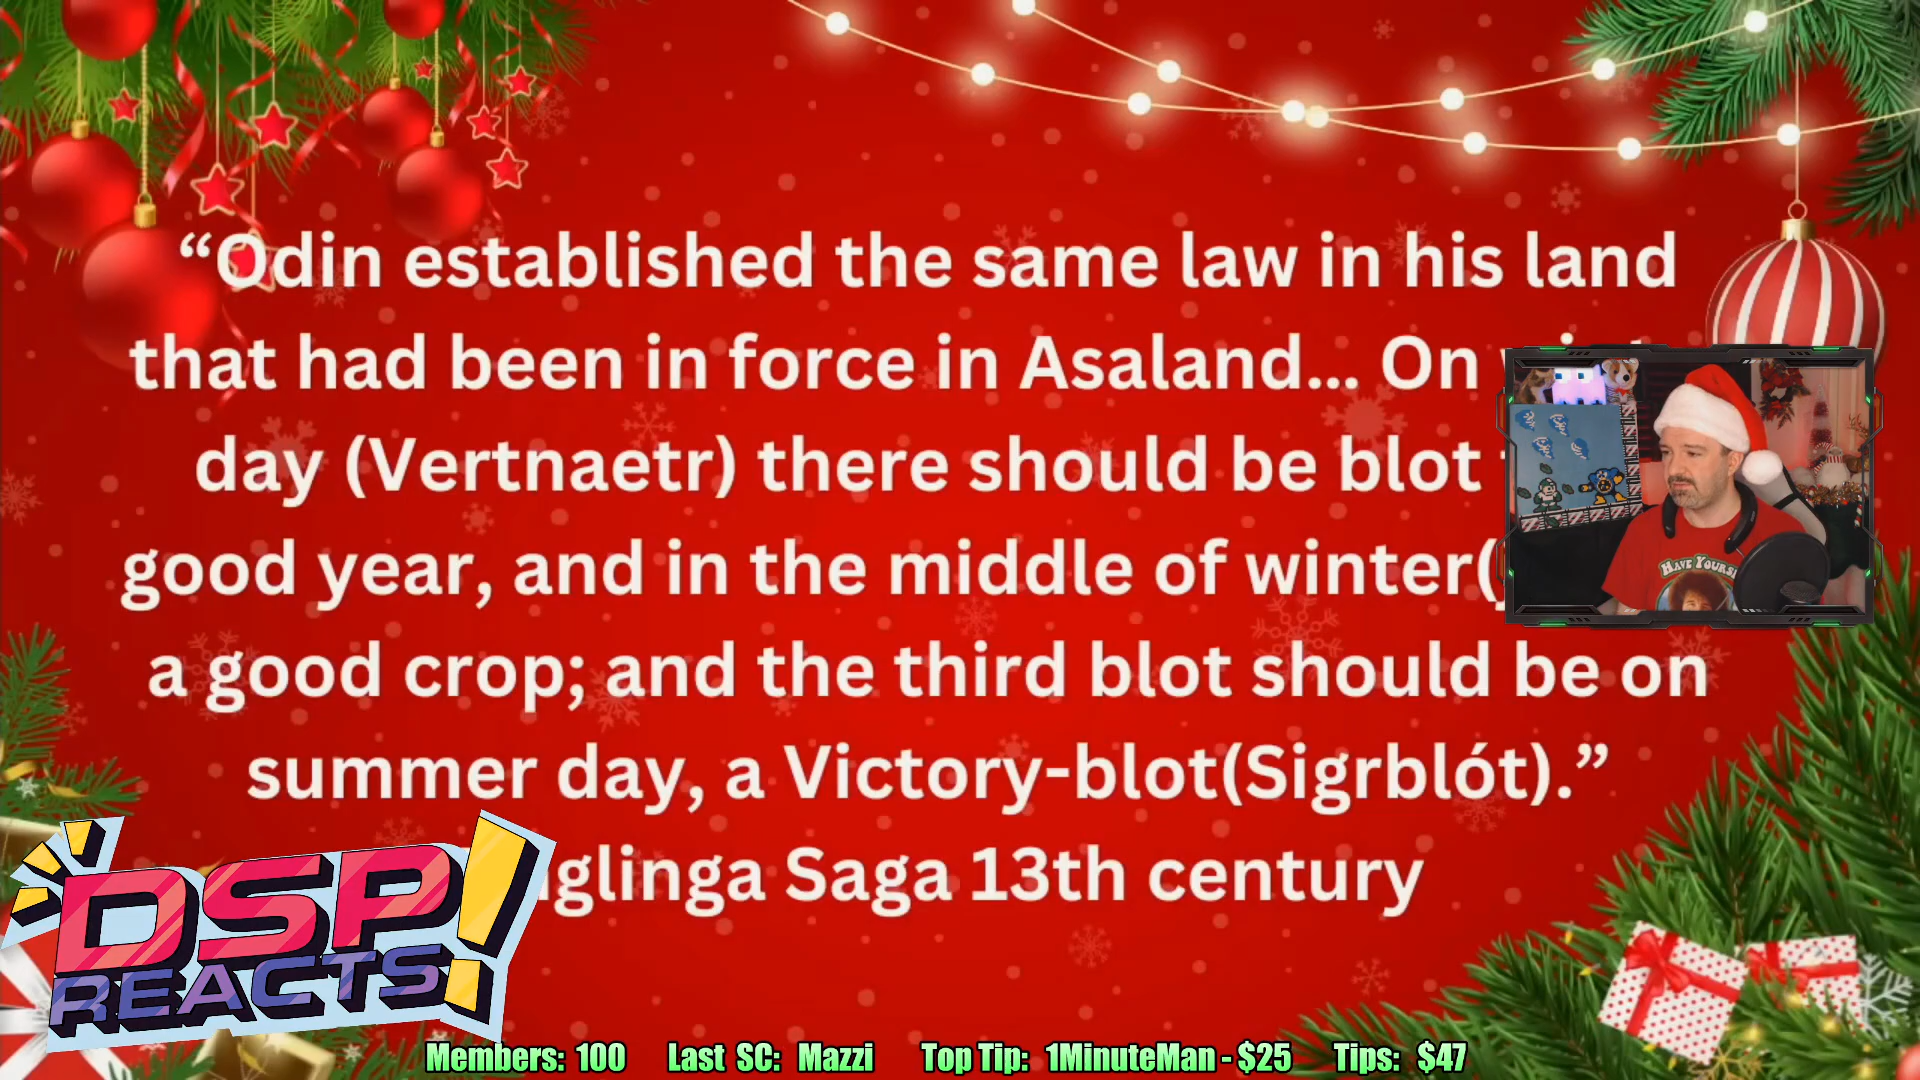 “Odin established the same law in his land
that had been in force in Asaland... On
day (Vertnaetr) there should be blot
good year, and in the middle of winter(
a good crop; and the third blot should be on
summer day, a Victory-blot(Sigrblót).”
glinga Saga 13th century
HAVE YOURS
DSP
REACTS!
Members: 100 Last SC: Mazzi Top Tip: 1MinuteMan - $25 Tips: $47